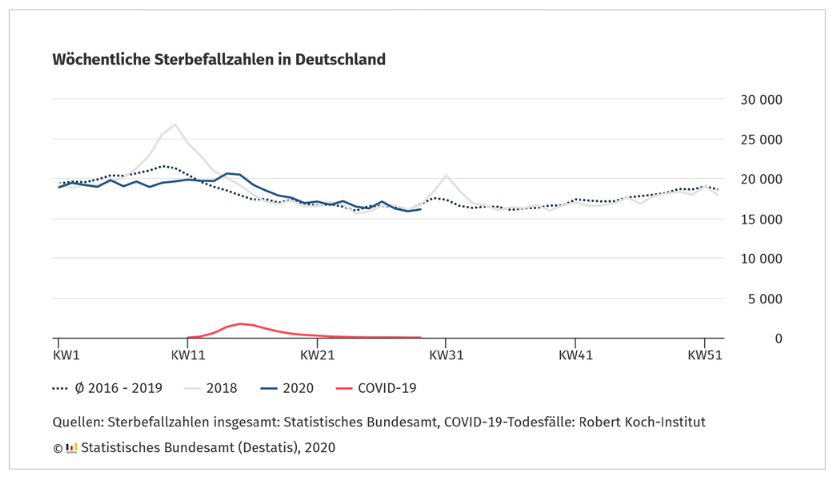 Wöchentliche Sterbefallzahlen in Deutschland
30 000
25 000
20 000
15 000
10 000
5 000
0
KW1 KW11 KW21 KW31 KW41 KW51
Ø 2016 - 2019 2018 2020 COVID-19
Quellen: Sterbefallzahlen insgesamt: Statistisches Bundesamt, COVID-19-Todesfälle: Robert Koch-Institut
© Statistisches Bundesamt (Destatis), 2020